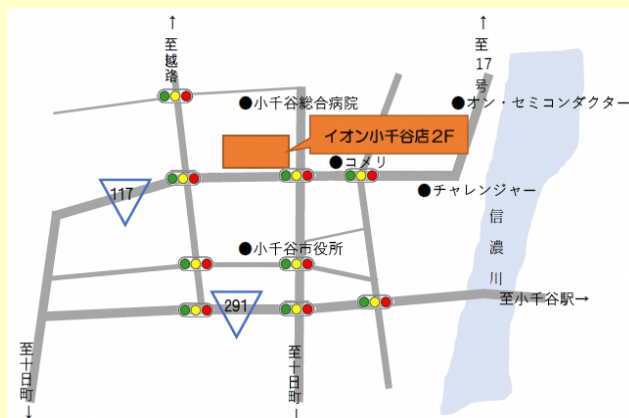 ↑至越路
↑至17号
●小千谷総合病院
●オン・セミコンダクター
イオン小千谷店2F
●コメリ
●チャレンジャー
117
信濃川
●小千谷市役所
291
至小千谷駅→
至十日町↓
至十日町↓